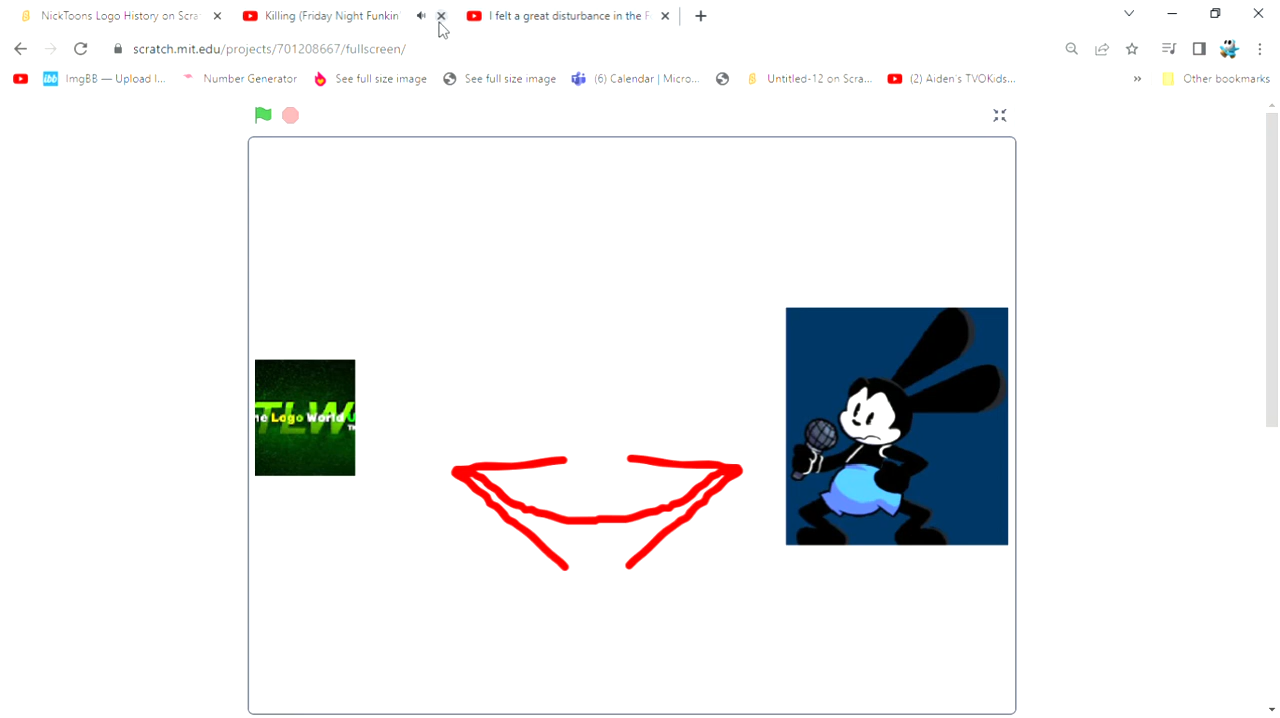 NickToons Logo History on Scra
Killing (Friday Night Funkin'
I felt a great disturbance in the F
scratch.mit.edu/projects/701208667/fullscreen/
ibb ImgBB — Upload I...
Number Generator
See full size image
See full size image
(6) Calendar | Micro...
Untitled-12 on Scra...
(2) Aiden's TVOKids...
»
Other bookmarks
TLW
he Logo World U